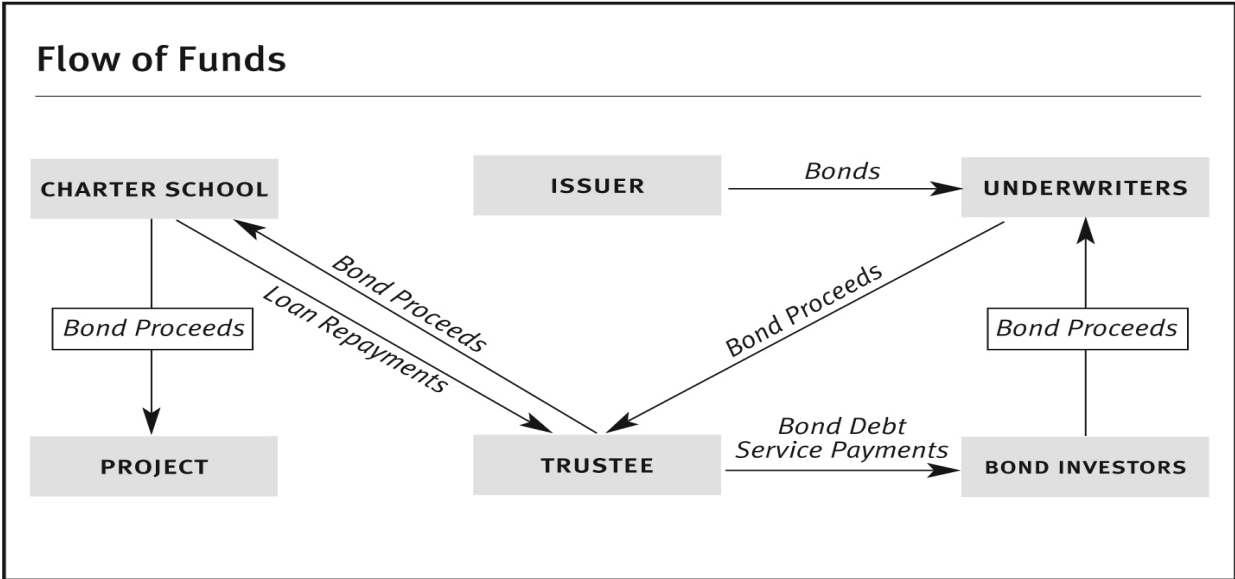 Flow of Funds
CHARTER SCHOOL
ISSUER
Bonds
UNDERWRITERS
Bond Proceeds
Loan Repayments
Bond Proceeds
Bond Proceeds
Bond Proceeds
PROJECT
TRUSTEE
Bond Debt
Service Payments
BOND INVESTORS